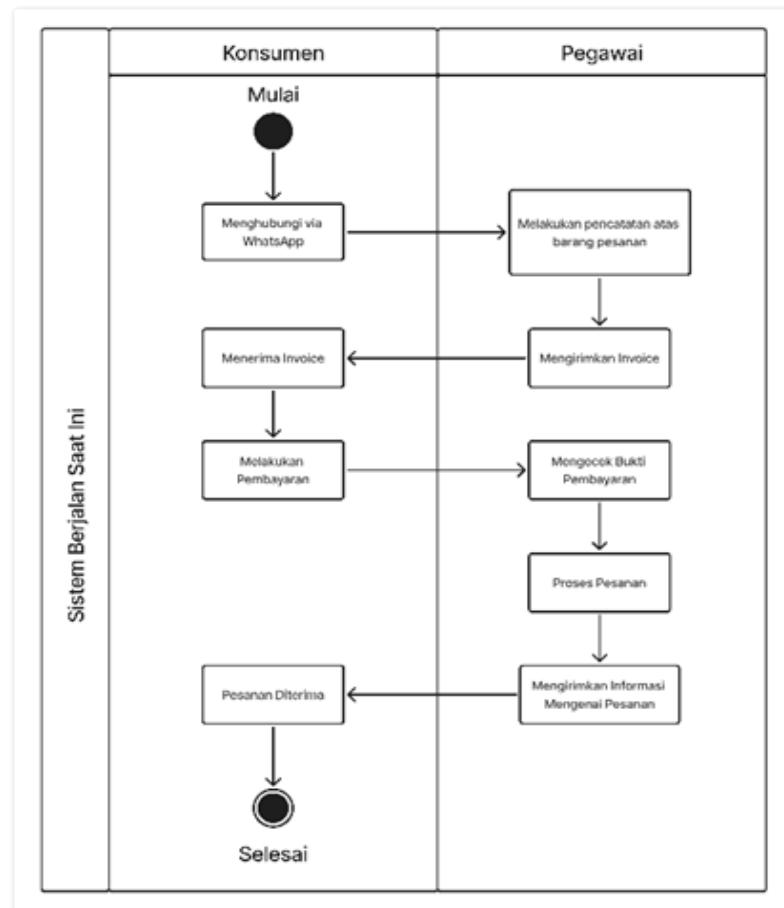 Konsumen
Pegawai
Mulai
Menghubungi via
WhatsApp
Melakukan pencatatan atas
barang pesanan
Menerima Invoice
Mengirimkan Invoice
Melakukan
Pembayaran
Mengecek Bukti
Pembayaran
Proses Pesanan
Pesanan Diterima
Mengirimkan Informasi
Mengenai Pesanan
Selesai
Sistem Berjalan Saat Ini